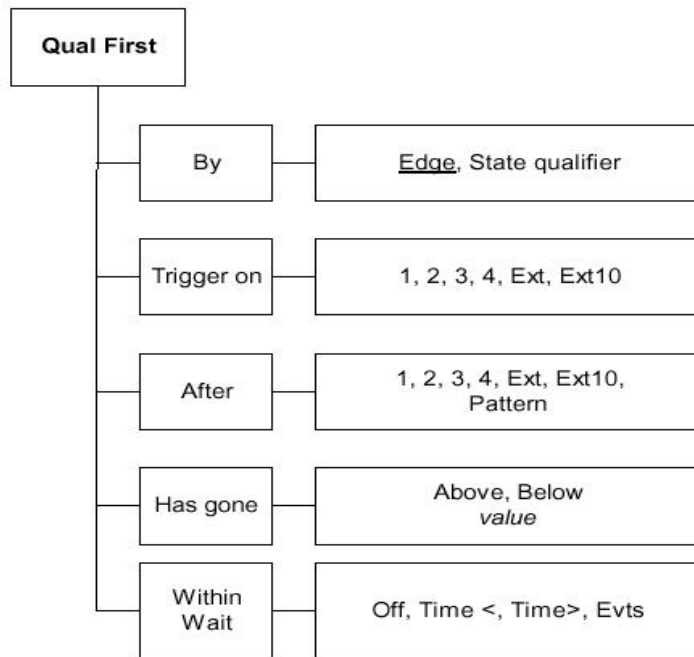 Qual First
By
Edge, State qualifier
Trigger on
1, 2, 3, 4, Ext, Ext10
After
1, 2, 3, 4, Ext, Ext10,
Pattern
Has gone
Above, Below
value
Within
Wait
Off, Time <, Time>, Evts